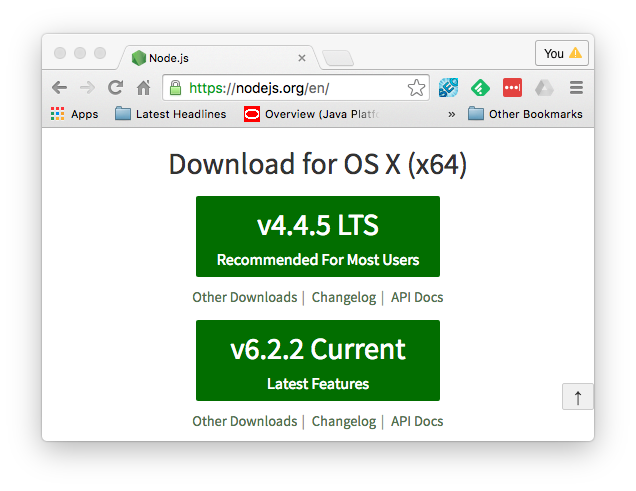 Node.js
You
https://nodejs.org/en/
Apps Latest Headlines Overview (Java Platf » Other Bookmarks
Download for OS X (x64)
v4.4.5 LTS
Recommended For Most Users
Other Downloads | Changelog | API Docs
v6.2.2 Current
Latest Features
↑
Other Downloads | Changelog | API Docs